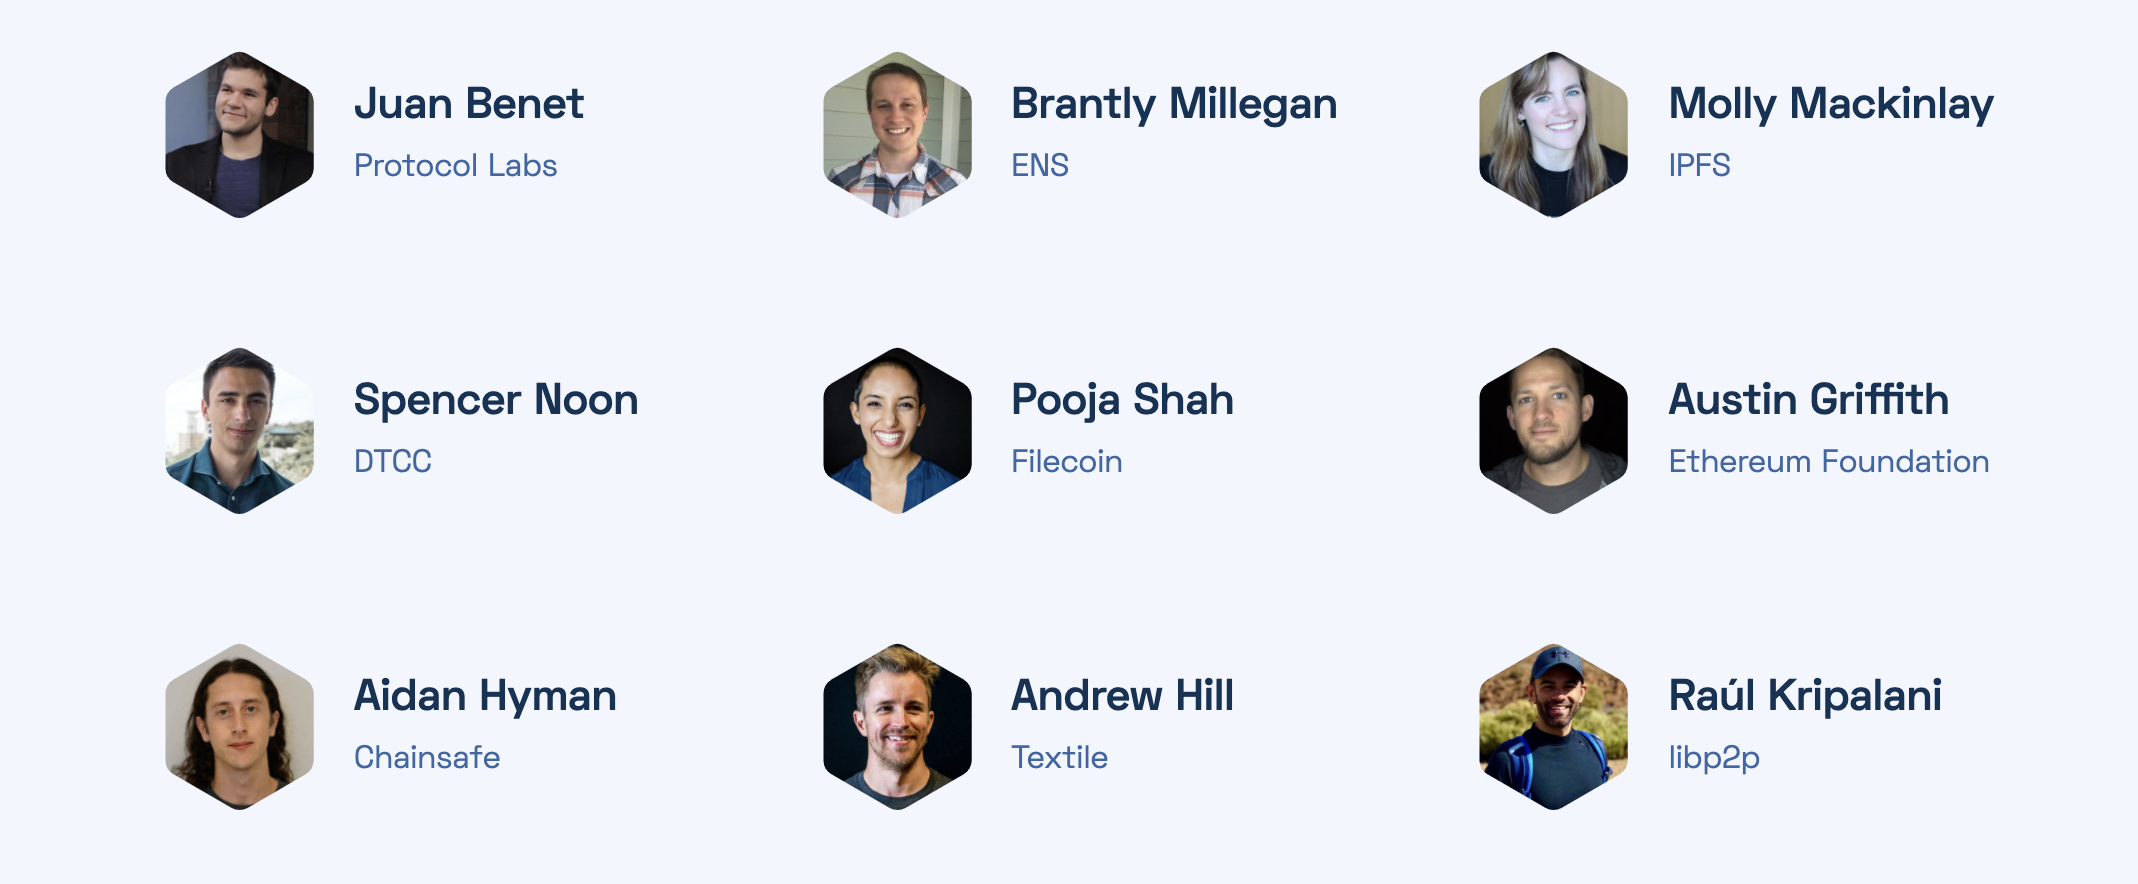 Juan Benet
Protocol Labs
Brantly Millegan
ENS
Molly Mackinlay
IPFS
Spencer Noon
DTCC
Pooja Shah
Filecoin
Austin Griffith
Ethereum Foundation
Aidan Hyman
Chainsafe
Andrew Hill
Textile
Raúl Kripalani
libp2p